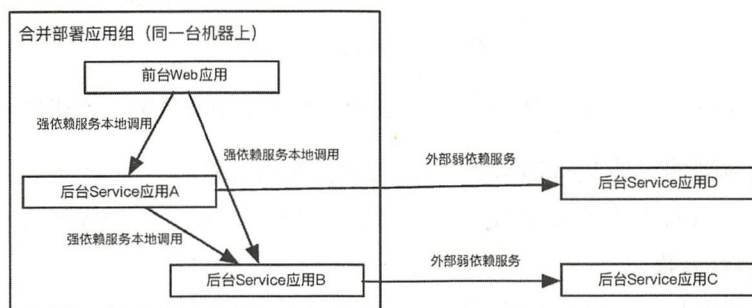 合并部署应用组（同一台机器上）
前台Web应用
强依赖服务本地调用
强依赖服务本地调用
外部弱依赖服务
后台Service应用A
后台Service应用D
强依赖服务本地调用
外部弱依赖服务
后台Service应用B
后台Service应用C